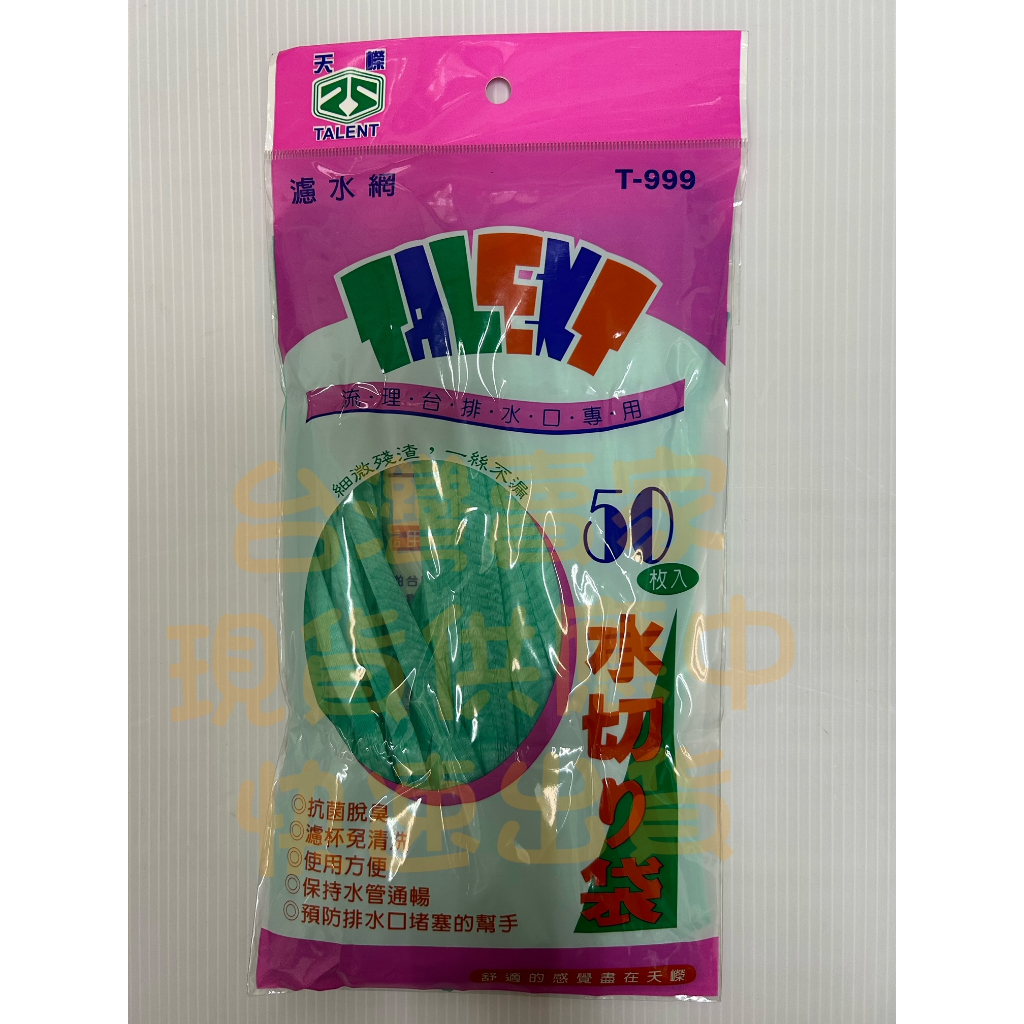 天嶸
TALENT
濾水網
T-999
TALENT
流·理·台·排·水·口·專·用
細微殘渣，一絲不漏
50
枚入
水切り袋
◎抗菌脫臭
◎濾杯免清洗
◎使用方便
◎保持水管通暢
◎預防排水口堵塞的幫手
舒適的感覺盡在天嶸
台灣賣家
現貨供應中
快速出貨